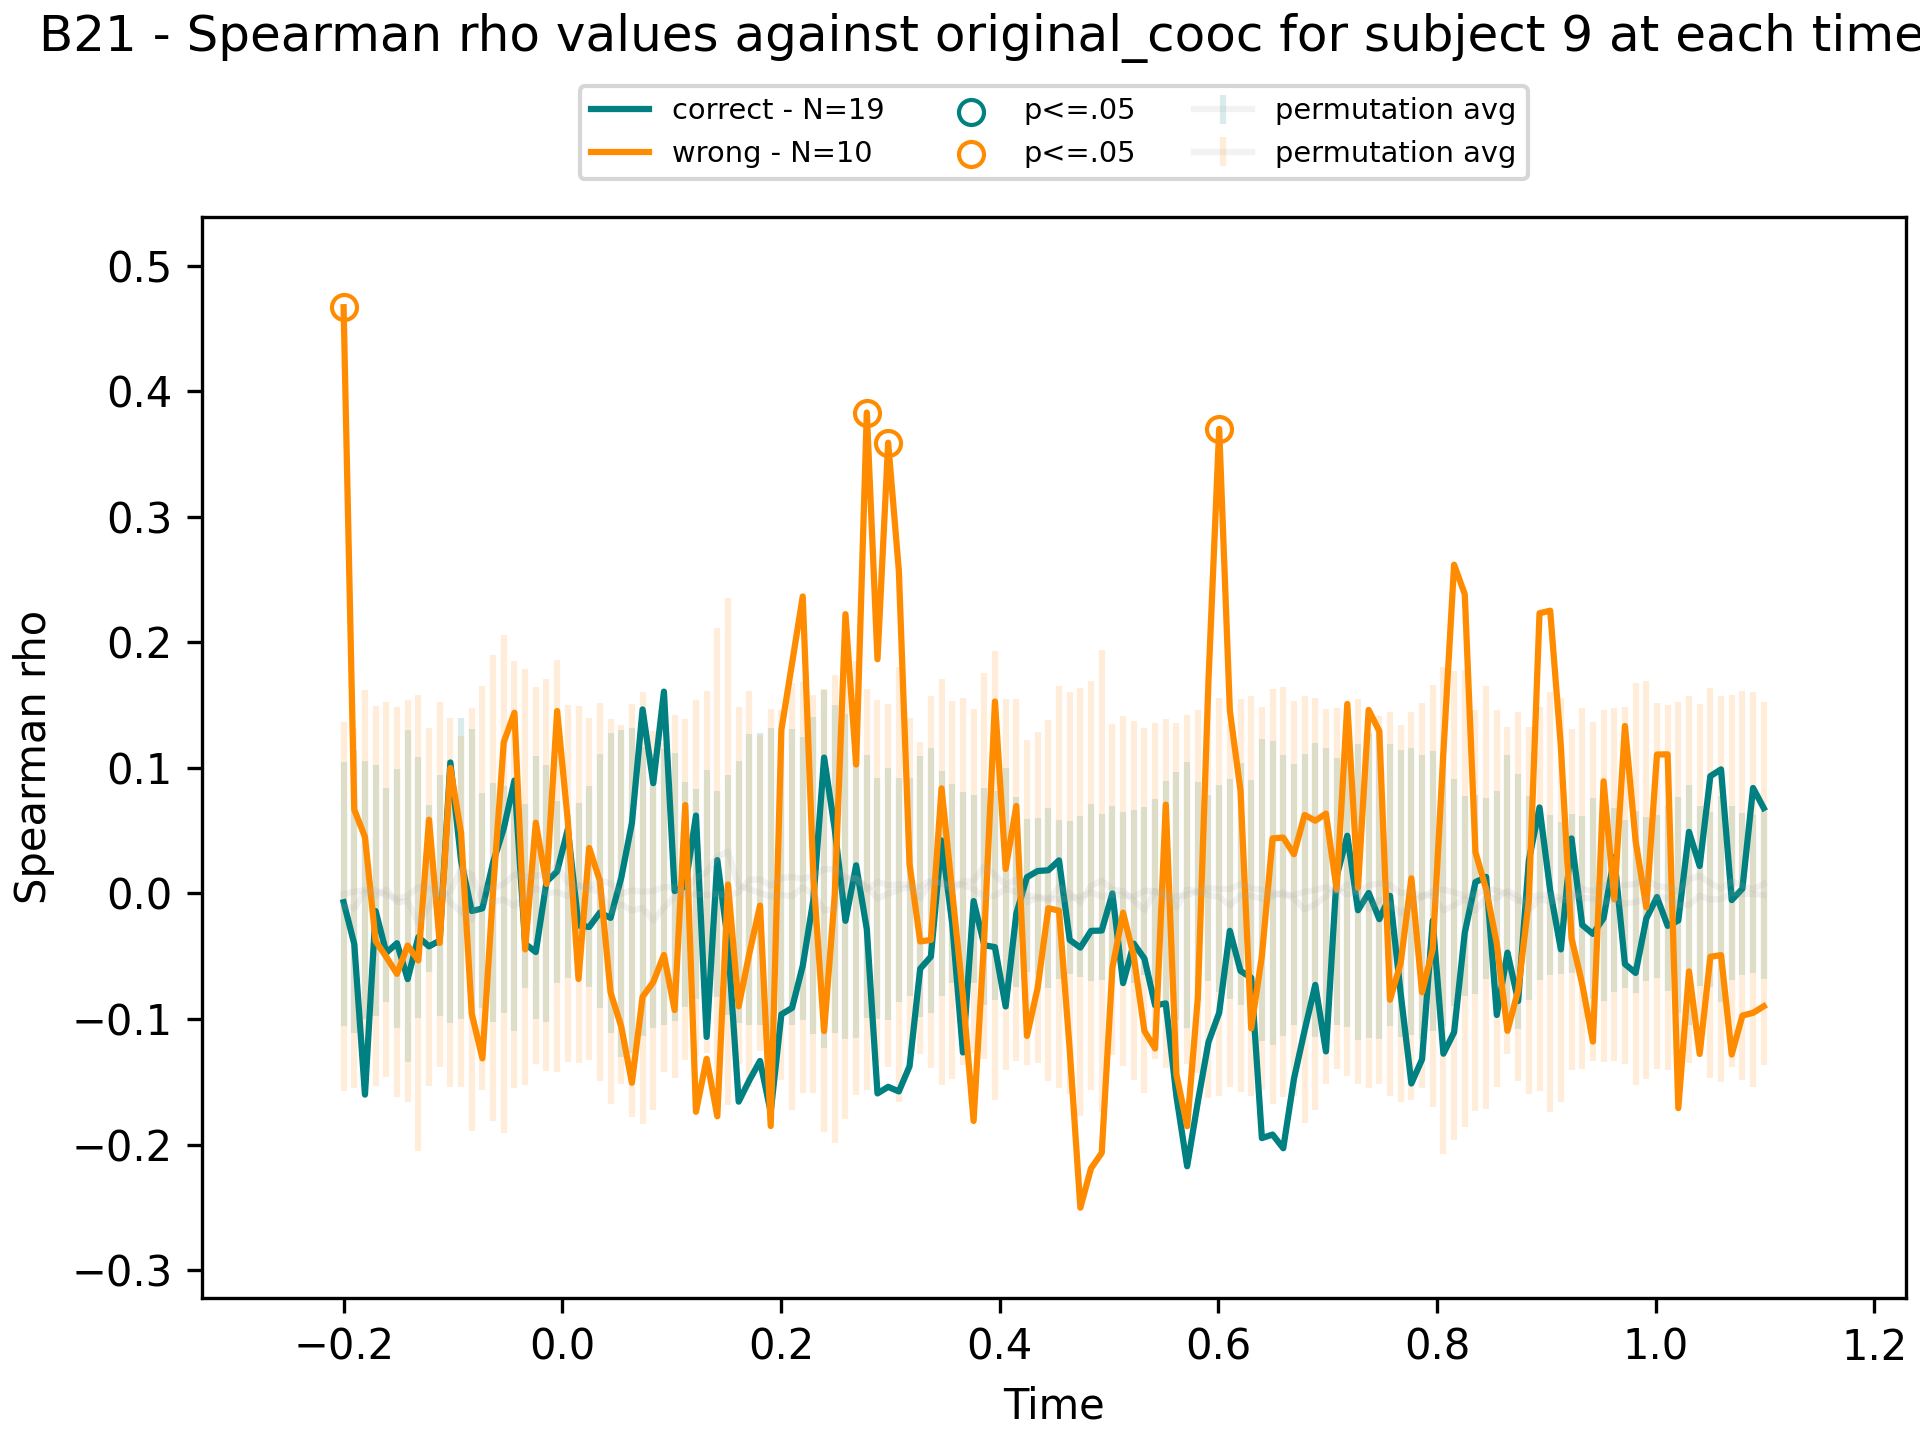 B21 - Spearman rho values against original_cooc for subject 9 at each time
correct - N=19 p<=.05 permutation avg
wrong - N=10 p<=.05 permutation avg
0.5
0.4
0.3
0.2
0.1
0.0
−0.1
−0.2
−0.3
Spearman rho
−0.2 0.0 0.2 0.4 0.6 0.8 1.0 1.2
Time